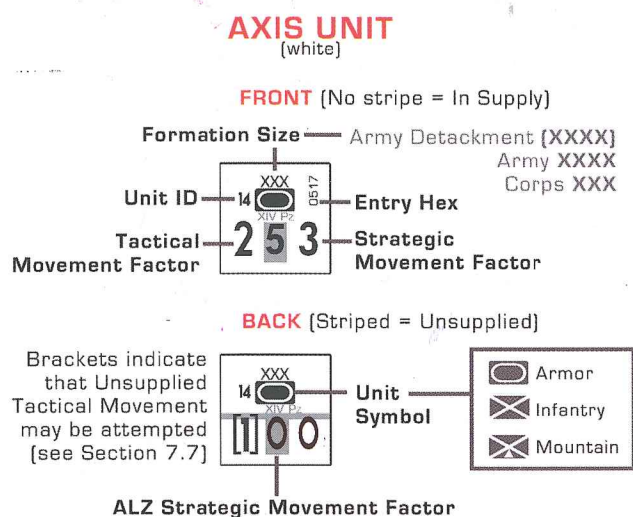 AXIS UNIT
(white)
FRONT (No stripe = In Supply)
Formation Size
Army Detackment (XXXX)
Army XXXX
Corps XXX
XXX
Unit ID
14
0517
Entry Hex
XIV Pz
Tactical
Movement Factor
2 5 3
Strategic
Movement Factor
BACK (Striped = Unsupplied)
Brackets indicate
that Unsupplied
Tactical Movement
may be attempted
(see Section 7.7)
XXX
14
XIV Pz
[1] 0 0
Unit
Symbol
Armor
Infantry
Mountain
ALZ Strategic Movement Factor